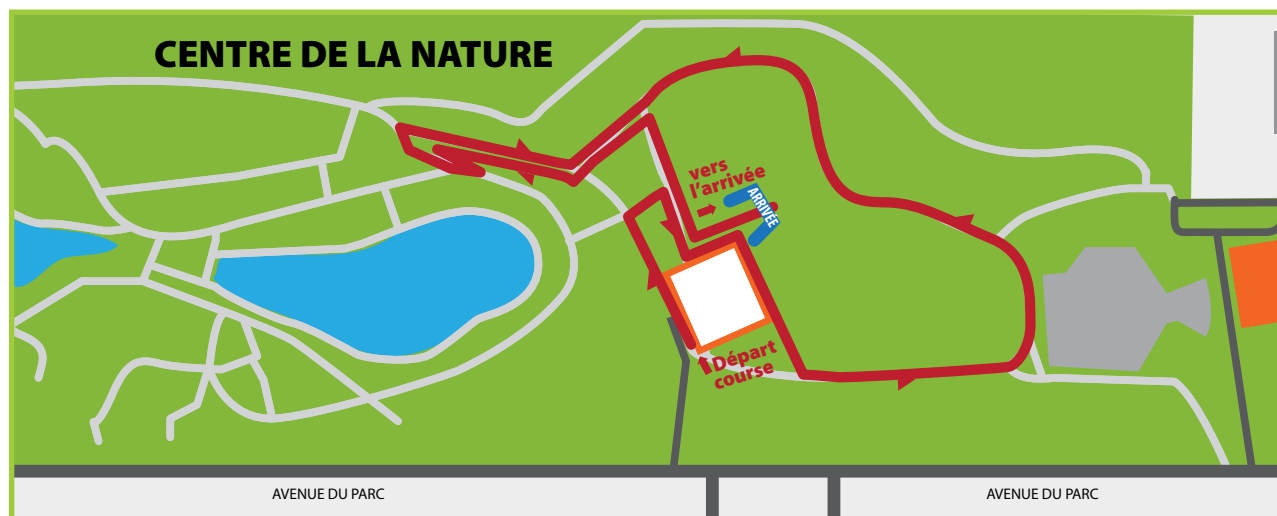 CENTRE DE LA NATURE
vers
l'arrivée
ARRIVÉE
Départ
course
AVENUE DU PARC
AVENUE DU PARC